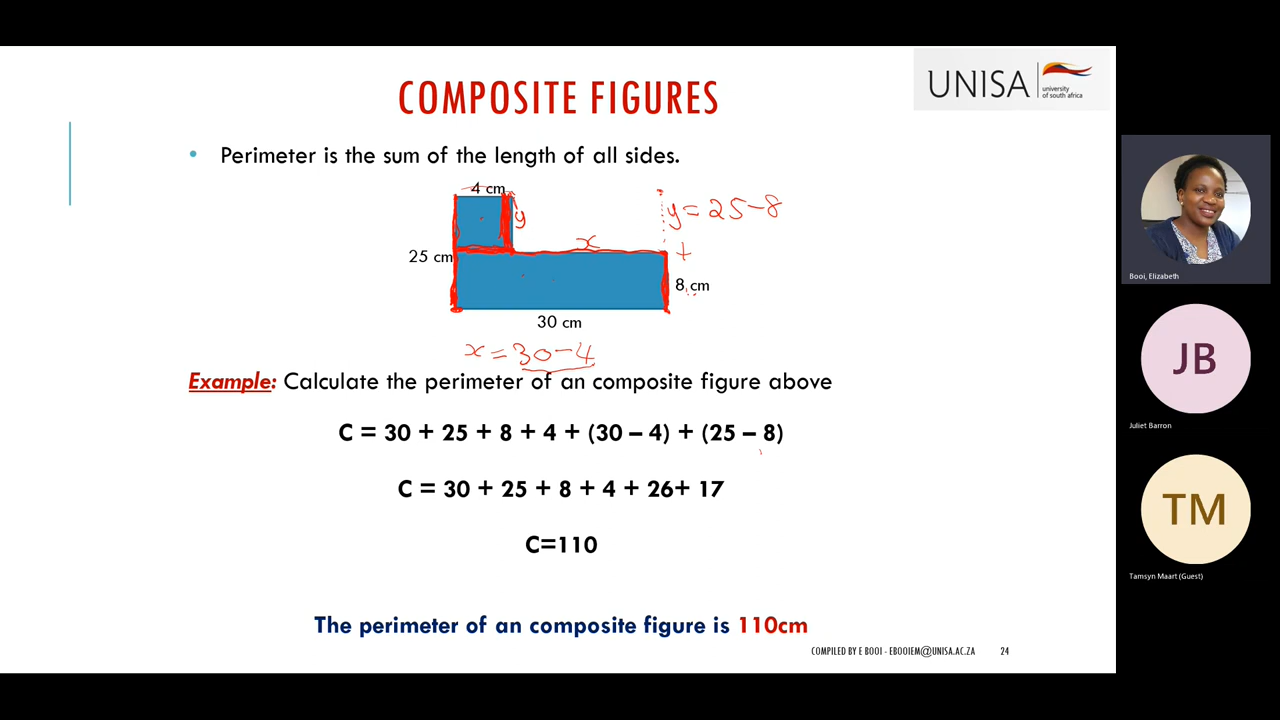 COMPOSITE FIGURES
UNISA
university
of south africa
• Perimeter is the sum of the length of all sides.
4 cm
y
y = 25 - 8
x
+
25 cm
8 cm
30 cm
x = 30 - 4
Example: Calculate the perimeter of an composite figure above
C = 30 + 25 + 8 + 4 + (30 – 4) + (25 – 8)
C = 30 + 25 + 8 + 4 + 26+ 17
C=110
The perimeter of an composite figure is 110cm
COMPILED BY E BOOI - EBOOIEM@UNISA.AC.ZA 24
Booi, Elizabeth
JB
Juliet Barron
TM
Tamsyn Maart (Guest)